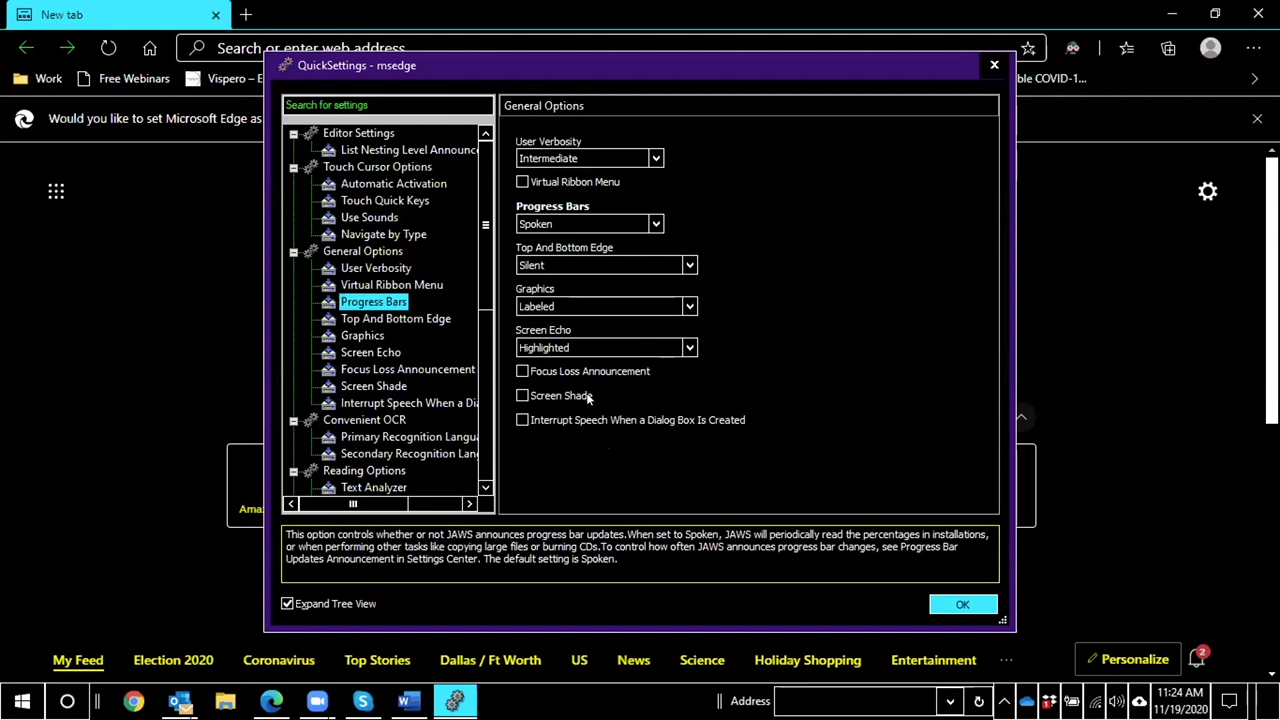 New tab
Search or enter web address
Work
Free Webinars
Vispero – E
ble COVID-1...
Would you like to set Microsoft Edge as
QuickSettings - msedge
Search for settings
Editor Settings
List Nesting Level Announc
Touch Cursor Options
Automatic Activation
Touch Quick Keys
Use Sounds
Navigate by Type
General Options
User Verbosity
Virtual Ribbon Menu
Progress Bars
Top And Bottom Edge
Graphics
Screen Echo
Focus Loss Announcement
Screen Shade
Interrupt Speech When a Di
Convenient OCR
Primary Recognition Langu
Secondary Recognition Lan
Reading Options
Text Analyzer
General Options
User Verbosity
Intermediate
Virtual Ribbon Menu
Progress Bars
Spoken
Top And Bottom Edge
Silent
Graphics
Labeled
Screen Echo
Highlighted
Focus Loss Announcement
Screen Shade
Interrupt Speech When a Dialog Box Is Created
This option controls whether or not JAWS announces progress bar updates.When set to Spoken, JAWS will periodically read the percentages in installations,
or when performing other tasks like copying large files or burning CDs.To control how often JAWS announces progress bar changes, see Progress Bar
Updates Announcement in Settings Center. The default setting is Spoken.
Expand Tree View
OK
Ama
My Feed
Election 2020
Coronavirus
Top Stories
Dallas / Ft Worth
US
News
Science
Holiday Shopping
Entertainment
...
Personalize
2
Address
11:24 AM
11/19/2020